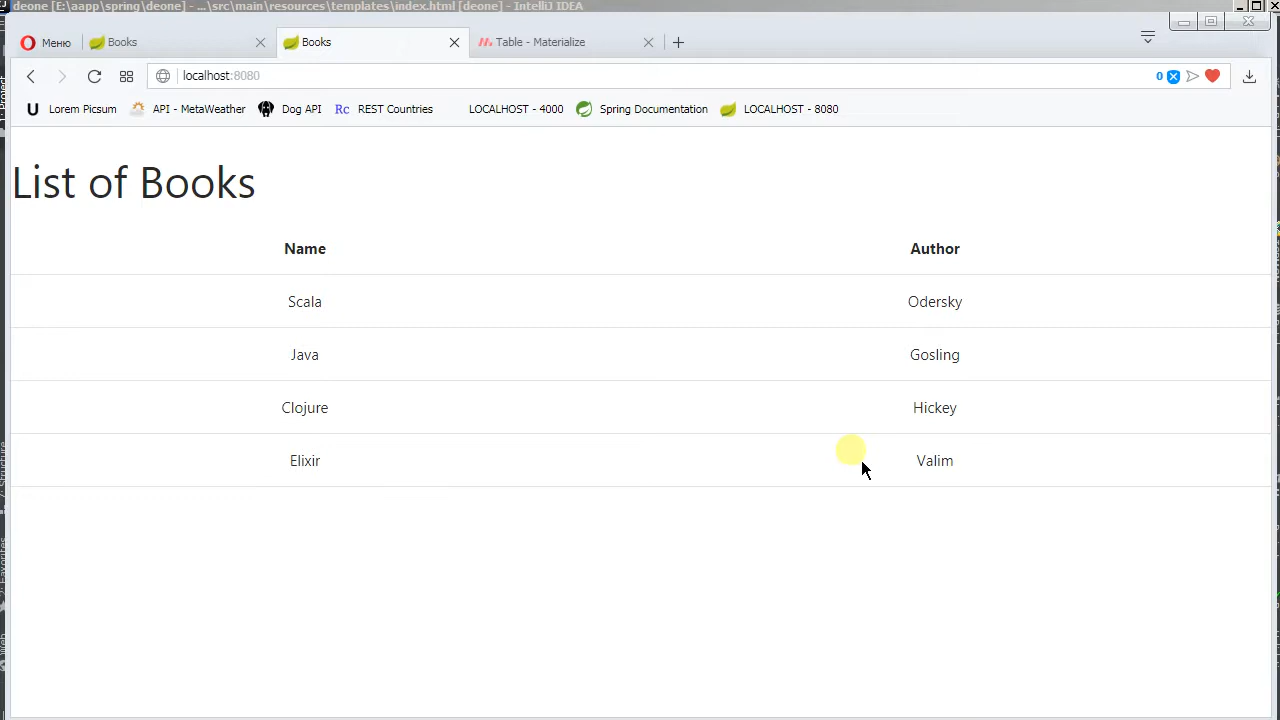 deone [E:\aapp\spring\deone] - ...\src\main\resources\templates\index.html [deone] - IntelliJ IDEA
Меню Books Books Table - Materialize
localhost:8080 0
U Lorem Picsum API - MetaWeather Dog API Rc REST Countries LOCALHOST - 4000 Spring Documentation LOCALHOST - 8080
List of Books
Name Author
Scala Odersky
Java Gosling
Clojure Hickey
Elixir Valim